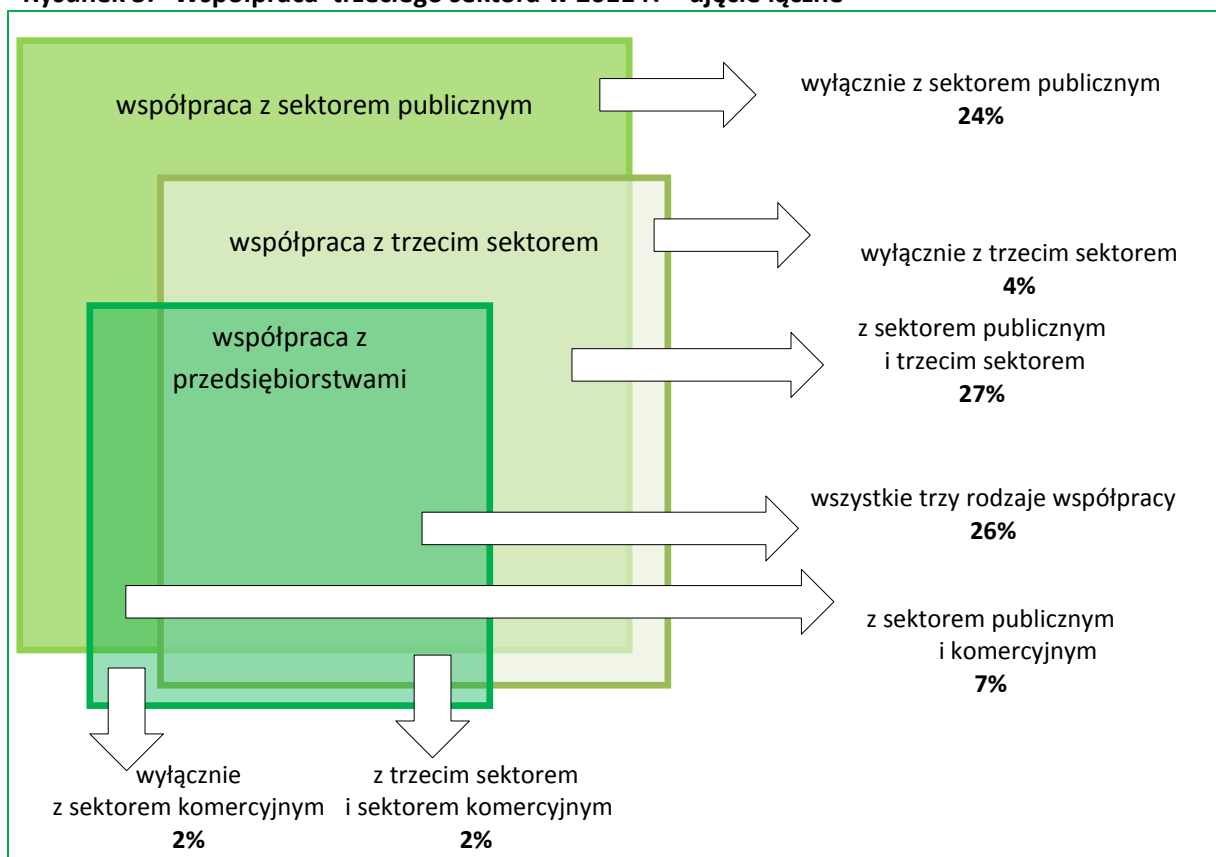 współpraca z sektorem publicznym
wyłącznie z sektorem publicznym
24%
współpraca z trzecim sektorem
wyłącznie z trzecim sektorem
4%
współpraca z
przedsiębiorstwami
z sektorem publicznym
i trzecim sektorem
27%
wszystkie trzy rodzaje współpracy
26%
z sektorem publicznym
i komercyjnym
7%
wyłącznie
z sektorem komercyjnym
2%
z trzecim sektorem
i sektorem komercyjnym
2%